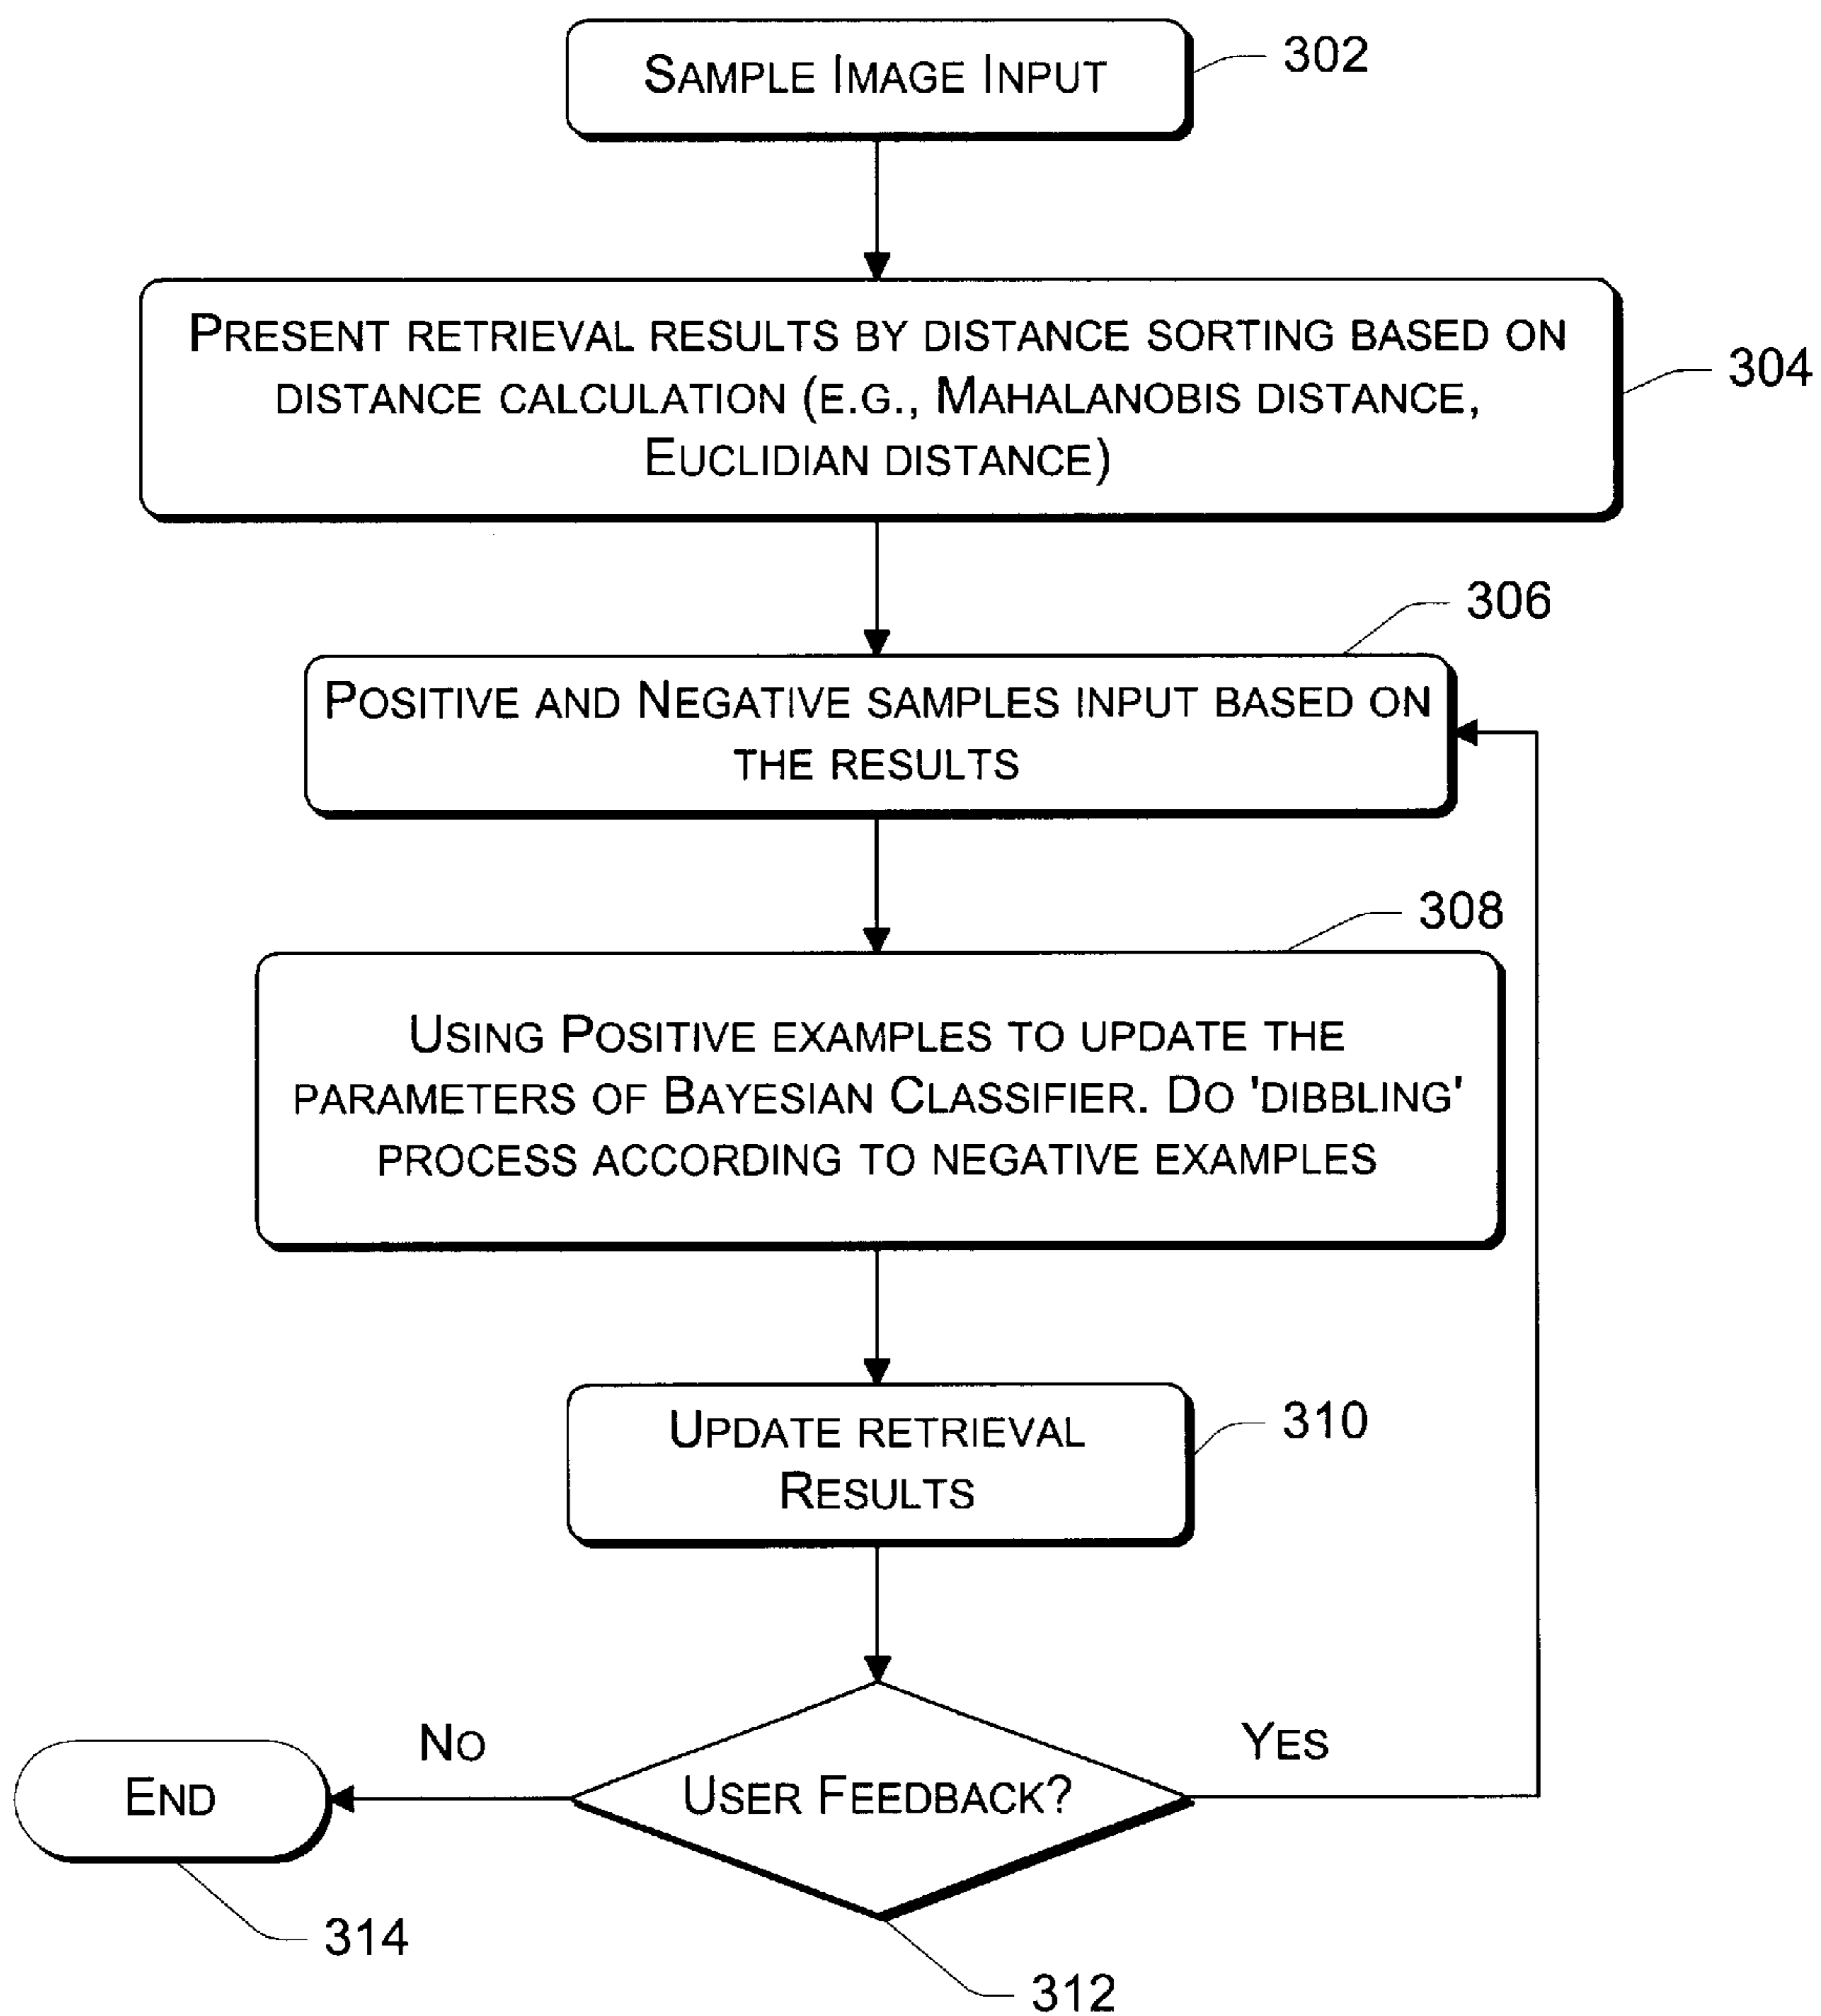 SAMPLE IMAGE INPUT
302
PRESENT RETRIEVAL RESULTS BY DISTANCE SORTING BASED ON
DISTANCE CALCULATION (E.G., MAHALANOBIS DISTANCE,
EUCLIDIAN DISTANCE)
304
306
POSITIVE AND NEGATIVE SAMPLES INPUT BASED ON
THE RESULTS
308
USING POSITIVE EXAMPLES TO UPDATE THE
PARAMETERS OF BAYESIAN CLASSIFIER. DO 'DIBBLING'
PROCESS ACCORDING TO NEGATIVE EXAMPLES
UPDATE RETRIEVAL
RESULTS
310
NO
YES
END
USER FEEDBACK?
314
312